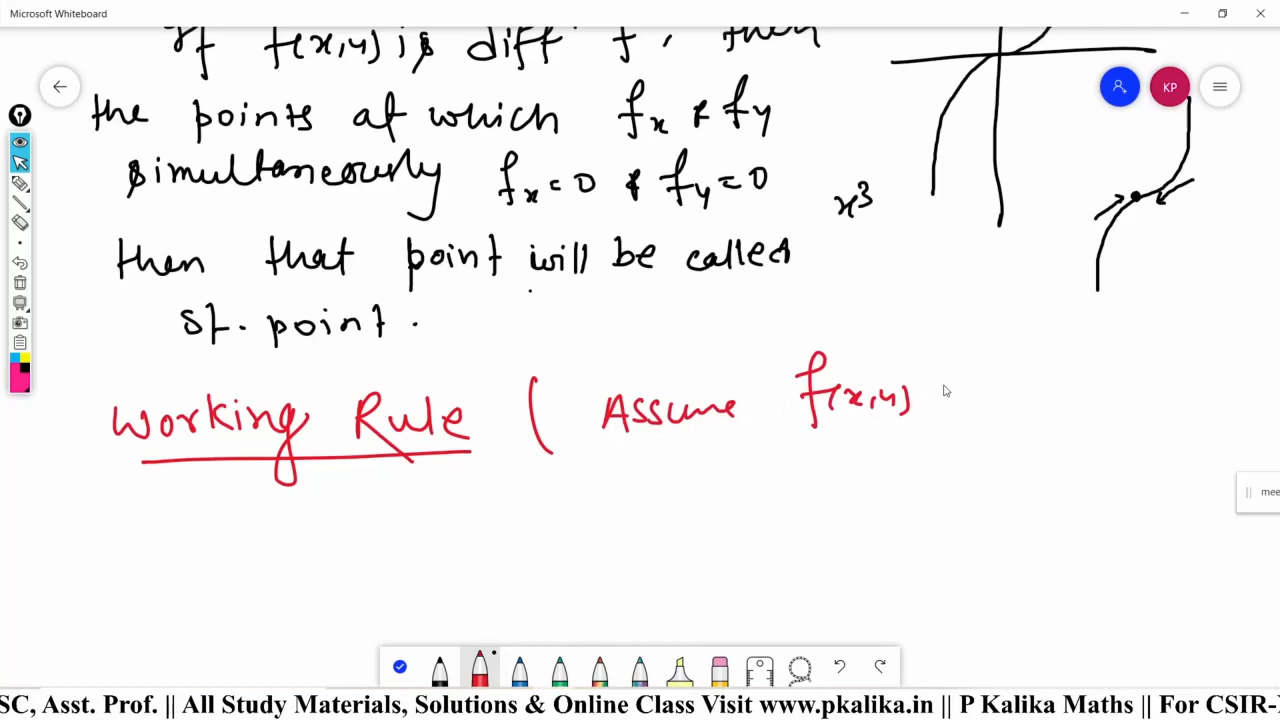 Microsoft Whiteboard
If f(x,y) is diff f, then
the points at which fx & fy
simultaneously fx=0 & fy=0
x³
then that point will be called
st. point.
Working Rule ( Assume f(x,y)
KP
mee
SC, Asst. Prof. || All Study Materials, Solutions & Online Class Visit www.pkalika.in || P Kalika Maths || For CSIR-